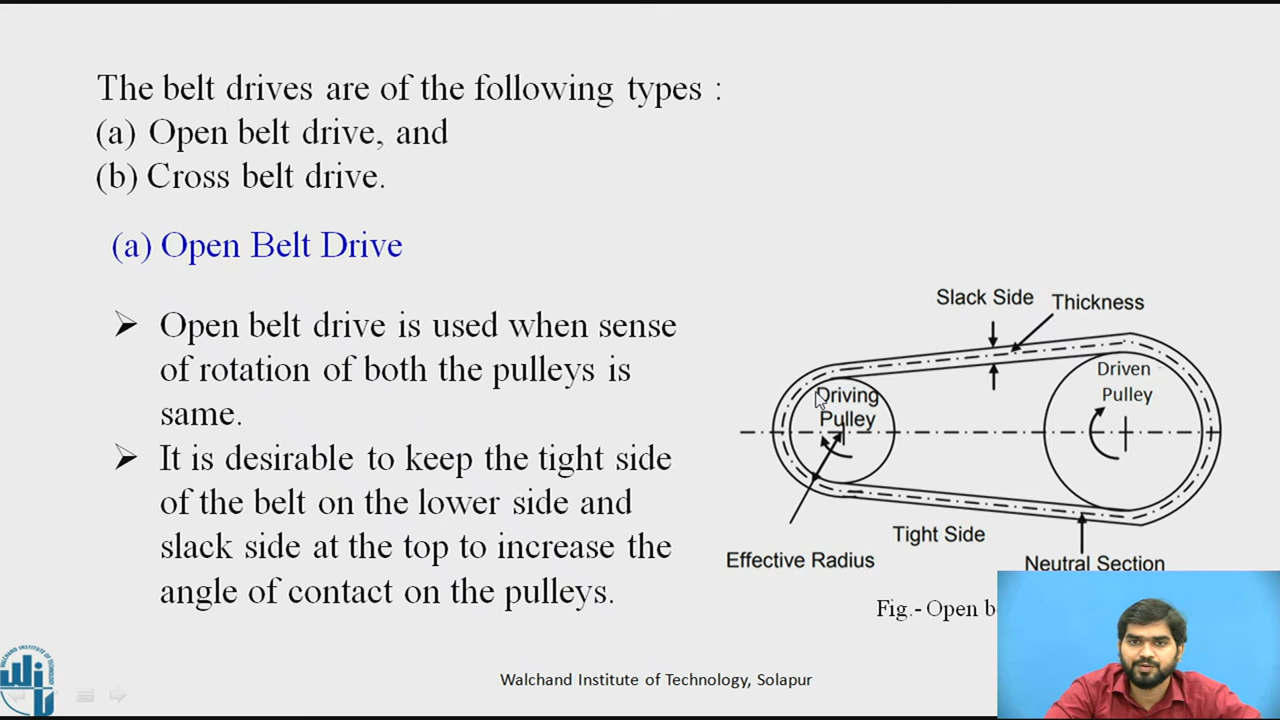 The belt drives are of the following types :
(a) Open belt drive, and
(b) Cross belt drive.
(a) Open Belt Drive
➢ Open belt drive is used when sense
of rotation of both the pulleys is
same.
➢ It is desirable to keep the tight side
of the belt on the lower side and
slack side at the top to increase the
angle of contact on the pulleys.
Slack Side
Thickness
Driving
Pulley
Driven
Pulley
Tight Side
Effective Radius
Neutral Section
Fig.- Open b
WALCHAND INSTITUTE OF TECHNOLOGY
Walchand Institute of Technology, Solapur